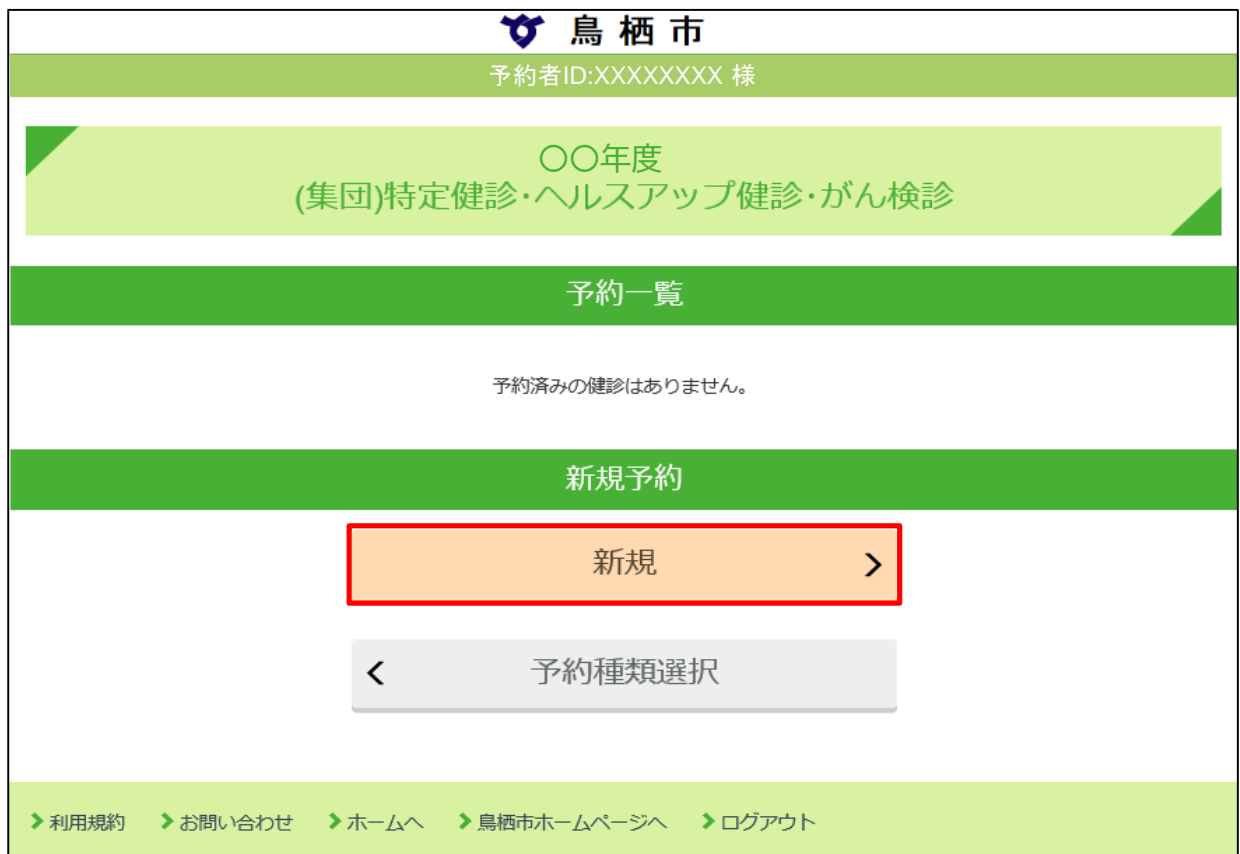 鳥栖市
予約者ID:XXXXXXXX 様
〇〇年度
(集団)特定健診・ヘルスアップ健診・がん検診
予約一覧
予約済みの健診はありません。
新規予約
新規
予約種類選択
利用規約 お問い合わせ ホームへ 鳥栖市ホームページへ ログアウト